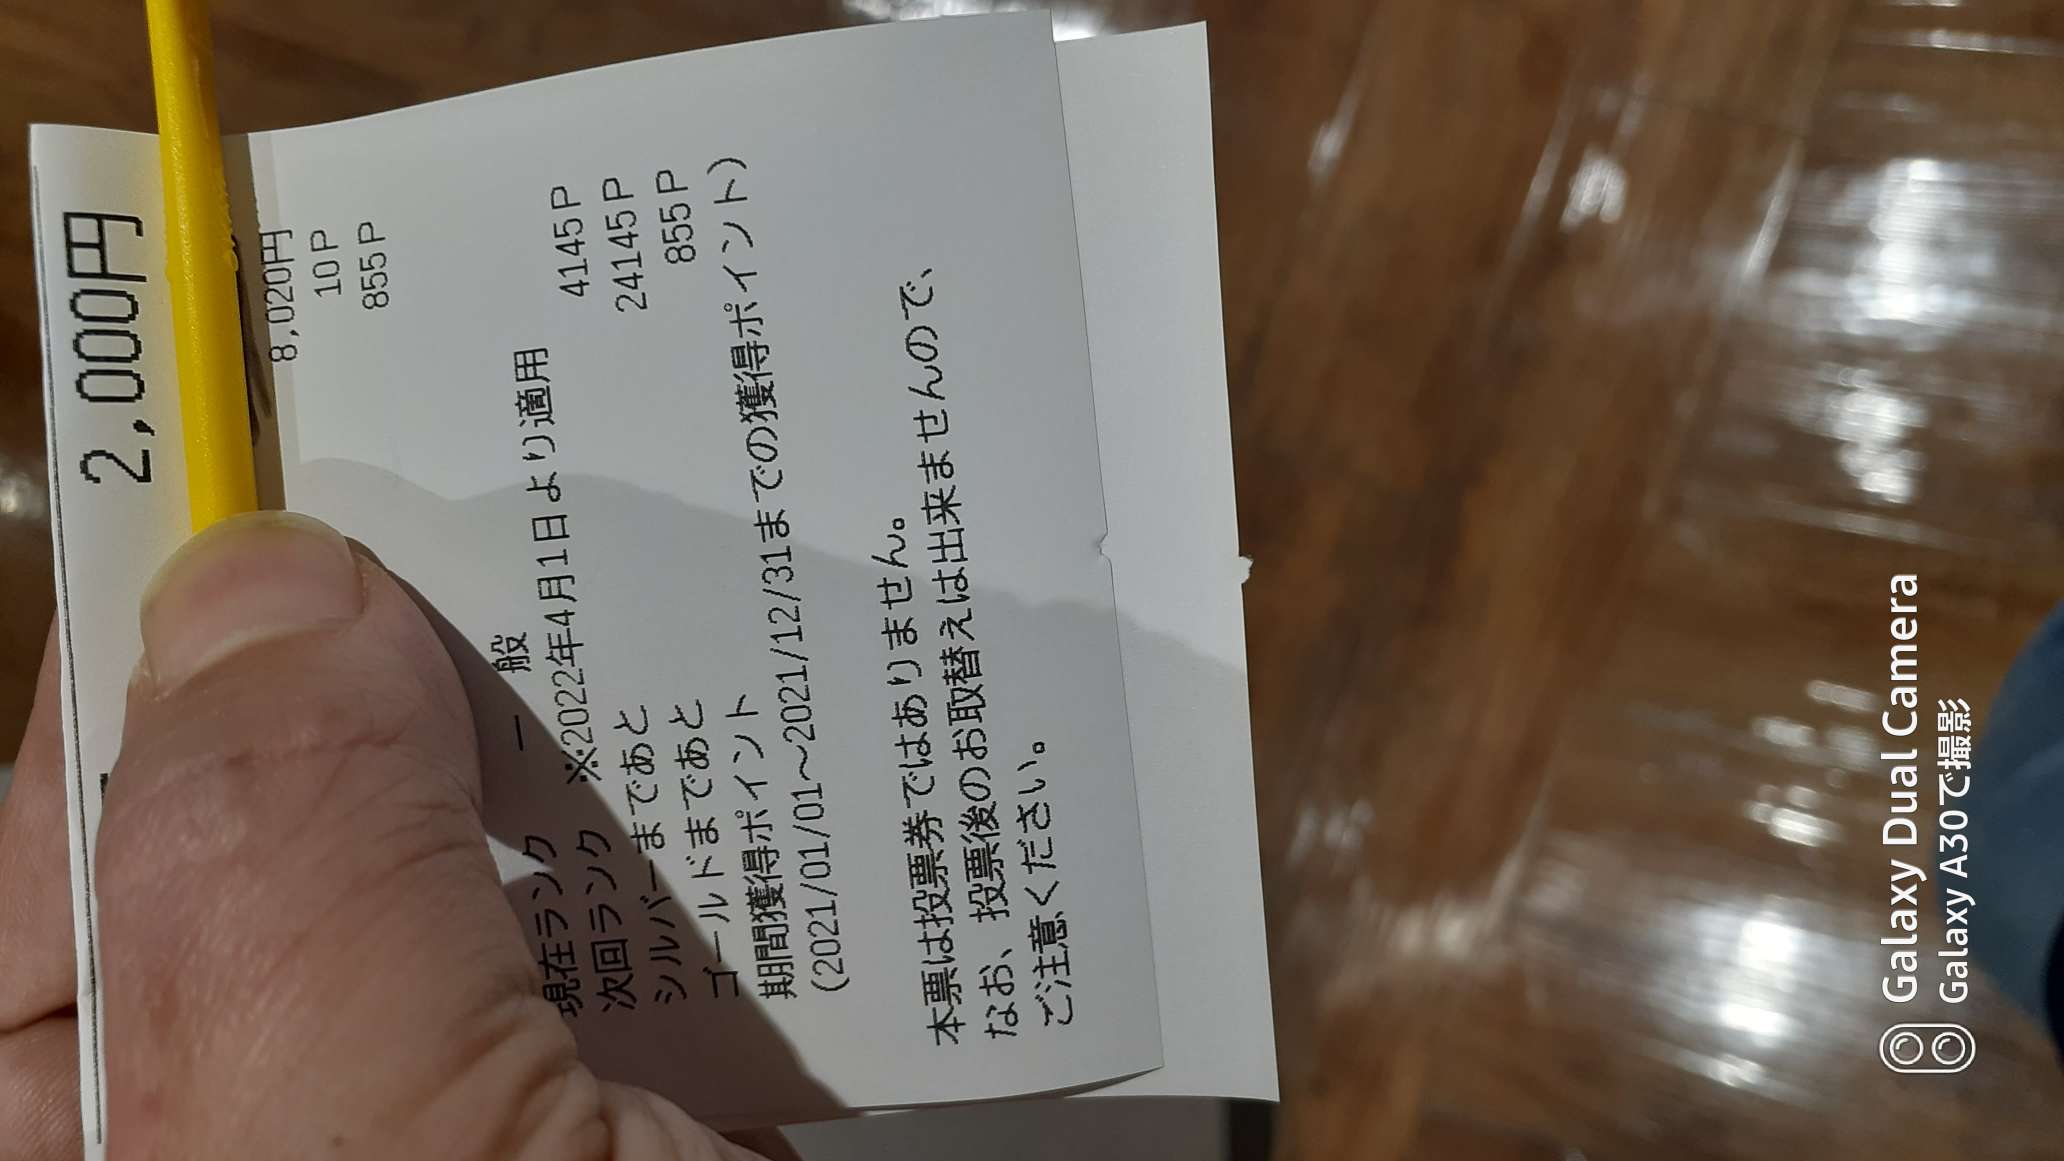 2,000円
8,020円
10P
855P
現在ランク 一 般
次回ランク ※2022年4月1日より適用
シルバーまであと 4145P
ゴールドまであと 24145P
期間獲得ポイント 855P
(2021/01/01～2021/12/31までの獲得ポイント)
本票は投票券ではありません。
なお、投票後のお取替えは出来ませんので、
ご注意ください。
Galaxy Dual Camera
Galaxy A30で撮影